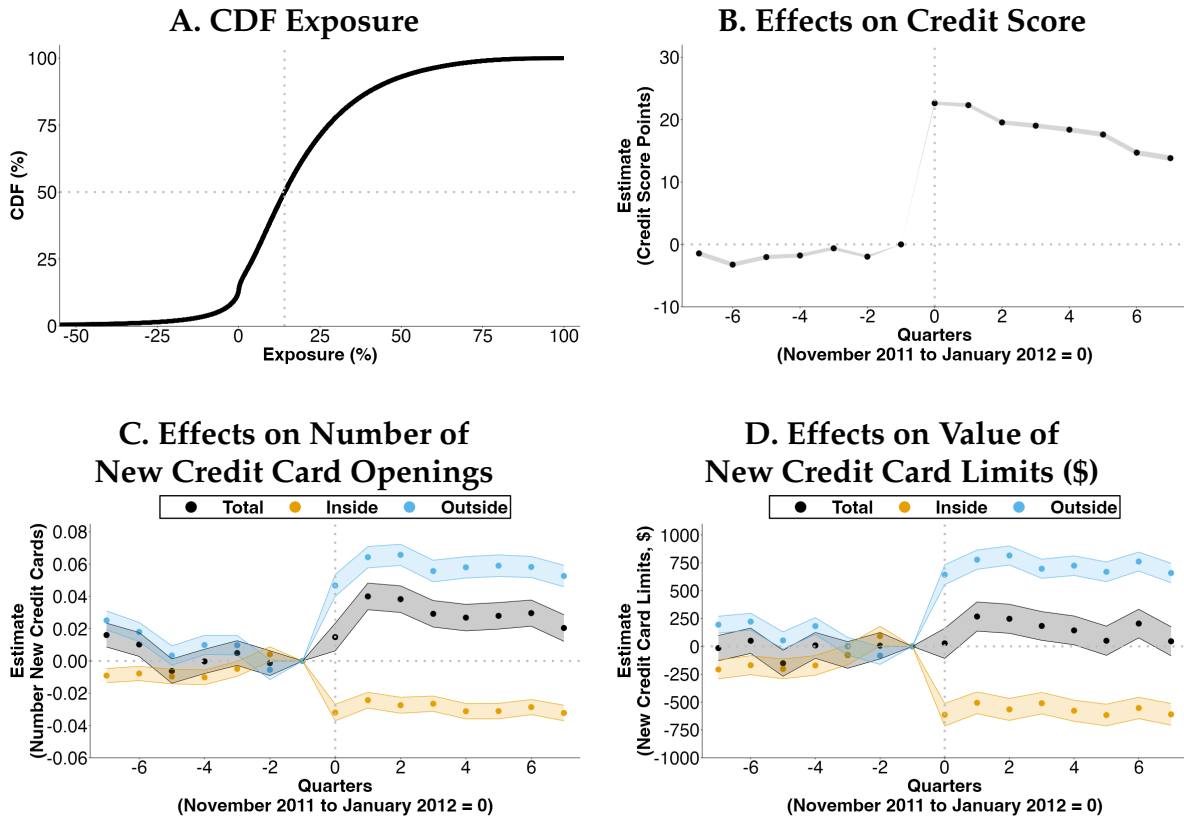 A. CDF Exposure
CDF (%)
100
75
50
25
0
-50 -25 0 25 50 75 100
Exposure (%)
B. Effects on Credit Score
Estimate
(Credit Score Points)
30
20
10
0
-10
-6 -4 -2 0 2 4 6
Quarters
(November 2011 to January 2012 = 0)
C. Effects on Number of
New Credit Card Openings
Total Inside Outside
Estimate
(Number New Credit Cards)
0.08
0.06
0.04
0.02
0.00
-0.02
-0.04
-0.06
-6 -4 -2 0 2 4 6
Quarters
(November 2011 to January 2012 = 0)
D. Effects on Value of
New Credit Card Limits ($)
Total Inside Outside
Estimate
(New Credit Card Limits, $)
1000
750
500
250
0
-250
-500
-750
-1000
-6 -4 -2 0 2 4 6
Quarters
(November 2011 to January 2012 = 0)